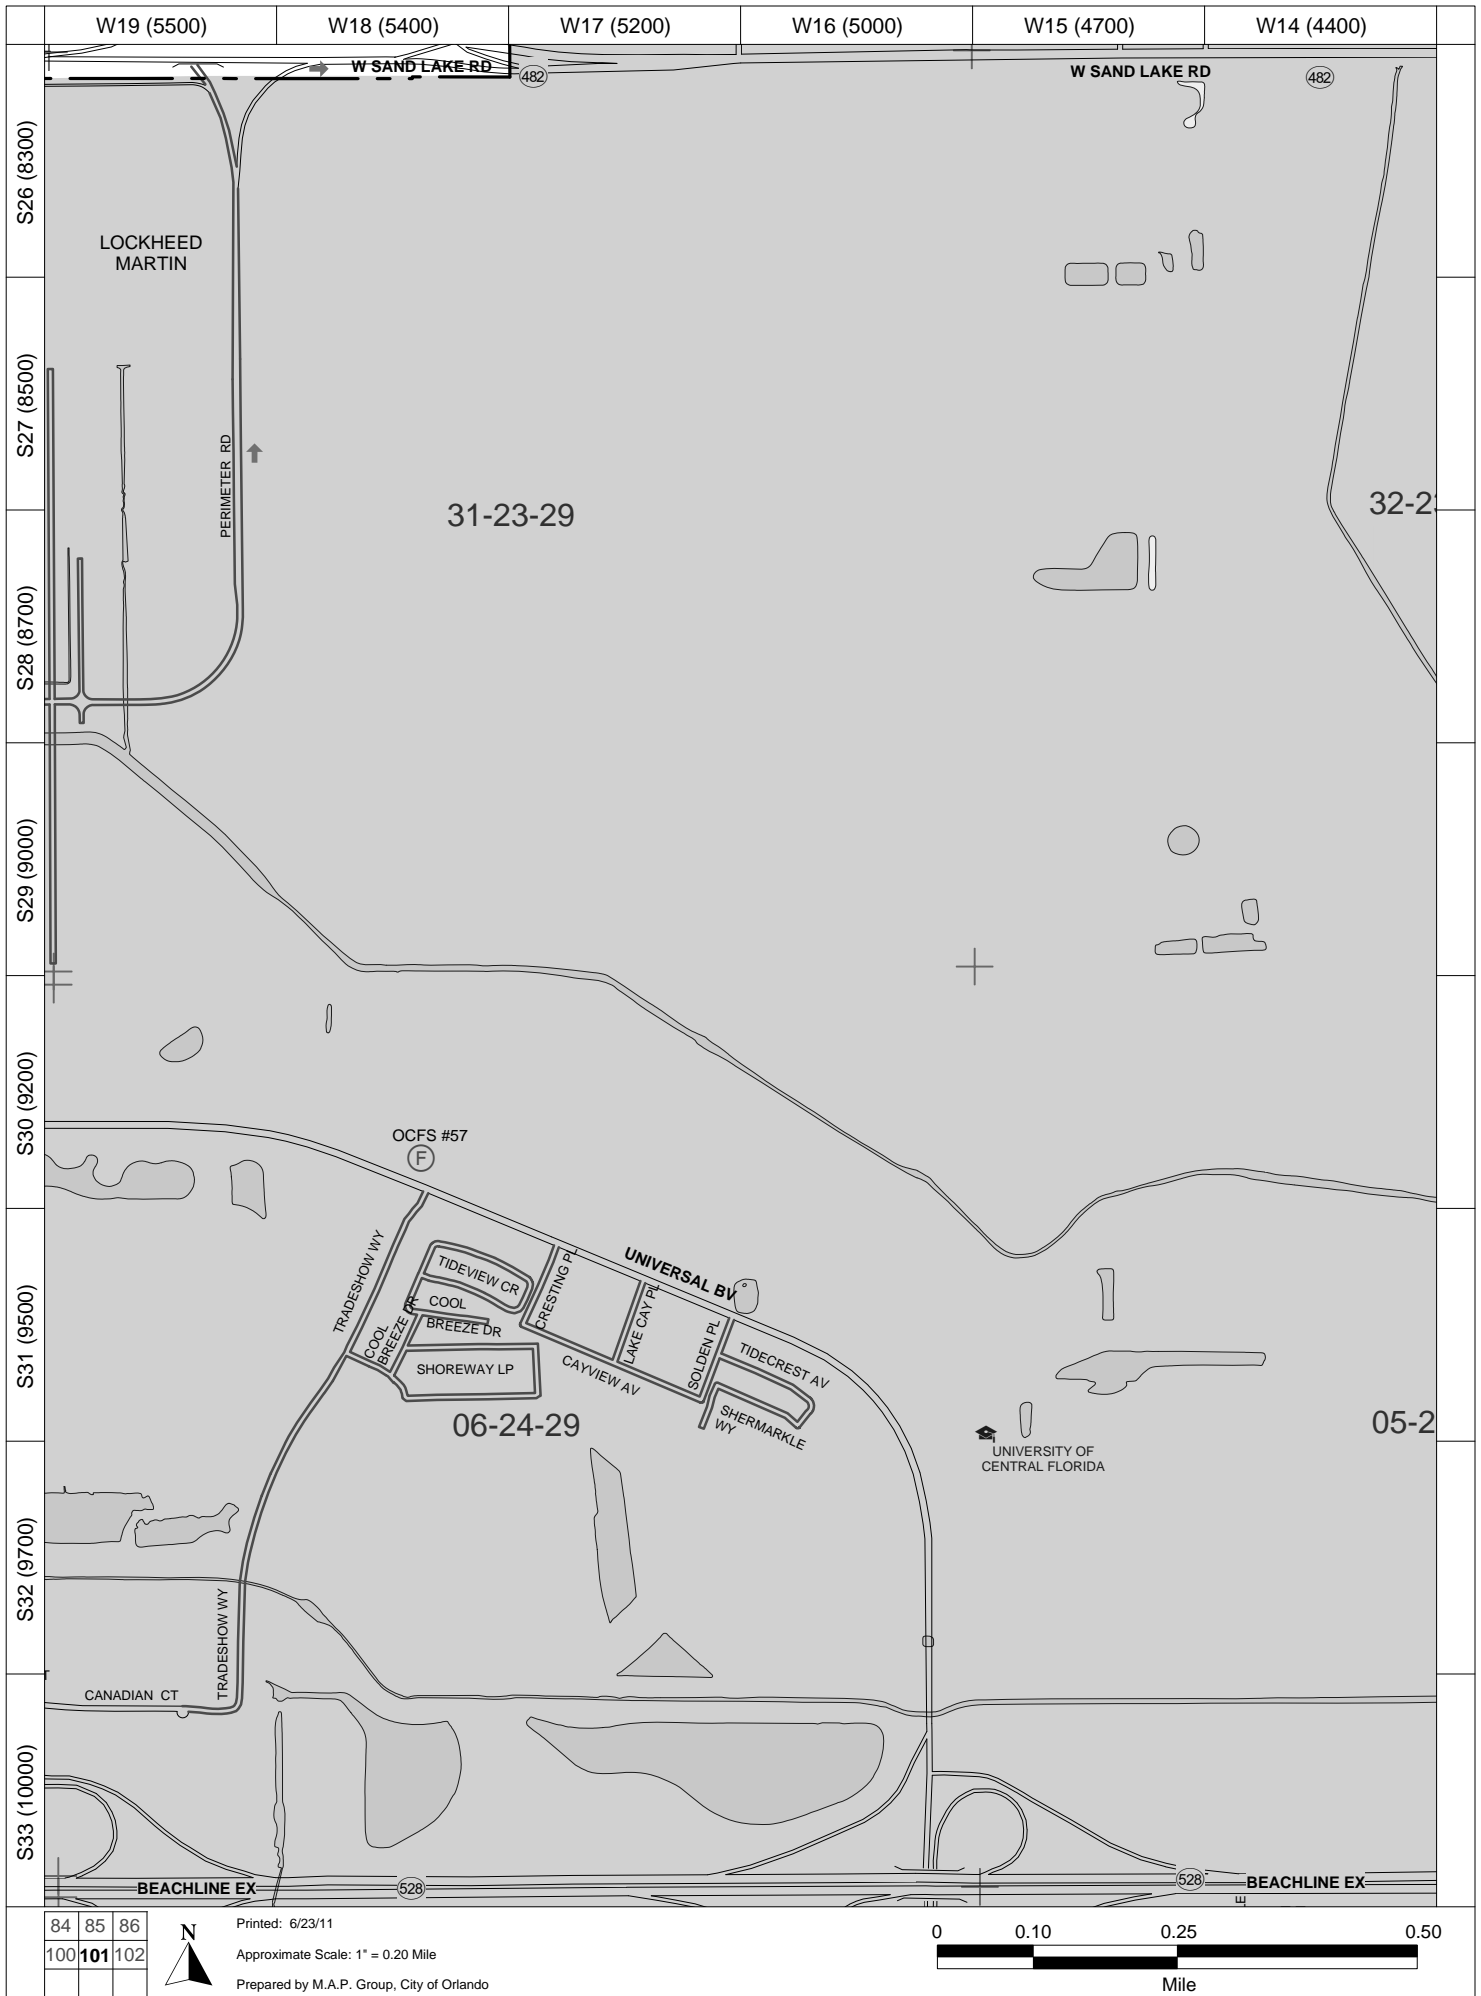 W19 (5500)
W18 (5400)
W17 (5200)
W16 (5000)
W15 (4700)
W14 (4400)
W SAND LAKE RD
482
W SAND LAKE RD
482
S26 (8300)
LOCKHEED
MARTIN
S27 (8500)
PERIMETER RD
31-23-29
32-23
S28 (8700)
S29 (9000)
S30 (9200)
OCFS #57
F
TRADESHOW WY
TIDEVIEW CR
CRESTING PL
UNIVERSAL BV
COOL
BREEZE DR
COOL
BREEZE DR
LAKE CAY PL
SOLDEN PL
TIDECREST AV
S31 (9500)
SHOREWAY LP
CAYVIEW AV
SHERMARKLE
WY
06-24-29
05-2
UNIVERSITY OF
CENTRAL FLORIDA
S32 (9700)
TRADESHOW WY
CANADIAN CT
S33 (10000)
BEACHLINE EX
528
528
BEACHLINE EX
84 85 86
100 101 102
N
Printed: 6/23/11
Approximate Scale: 1" = 0.20 Mile
Prepared by M.A.P. Group, City of Orlando
0 0.10 0.25 0.50
Mile